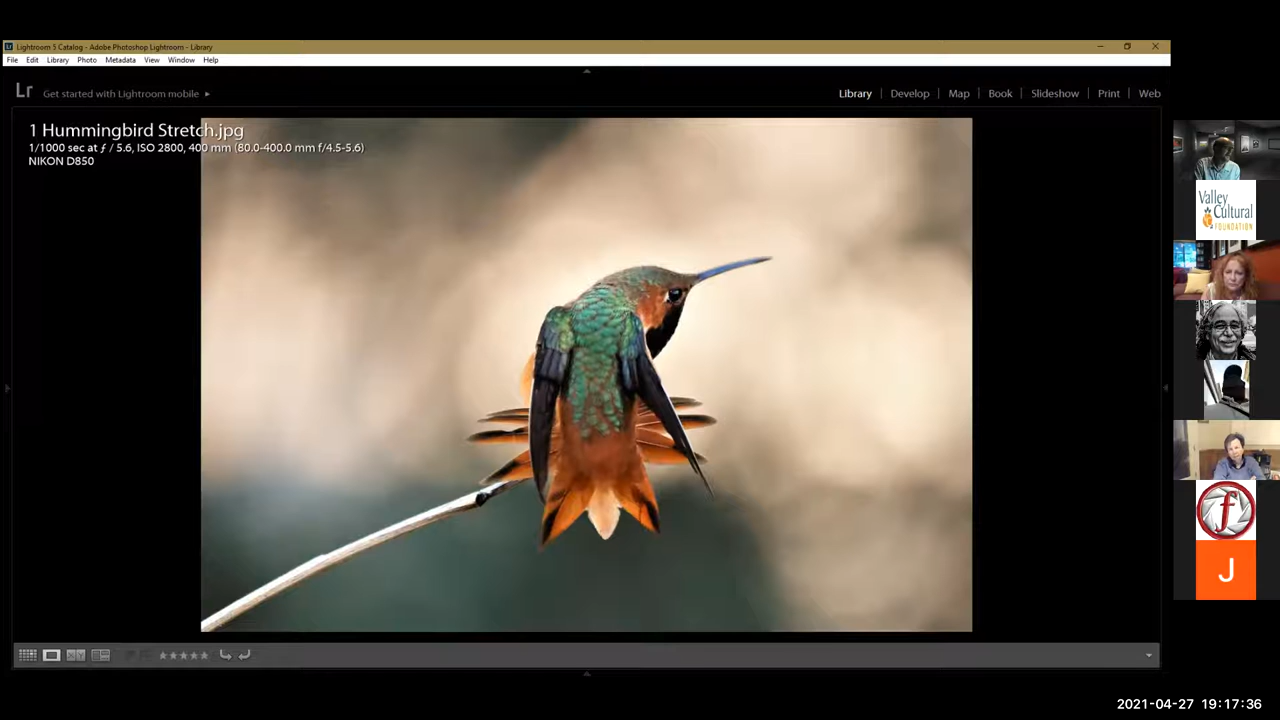 Lightroom 5 Catalog - Adobe Photoshop Lightroom - Library
File Edit Library Photo Metadata View Window Help
Lr Get started with Lightroom mobile
Library | Develop | Map | Book | Slideshow | Print | Web
1 Hummingbird Stretch.jpg
1/1000 sec at ƒ / 5.6, ISO 2800, 400 mm (80.0-400.0 mm f/4.5-5.6)
NIKON D850
Valley
Cultural
FOUNDATION
f
J
2021-04-27 19:17:36